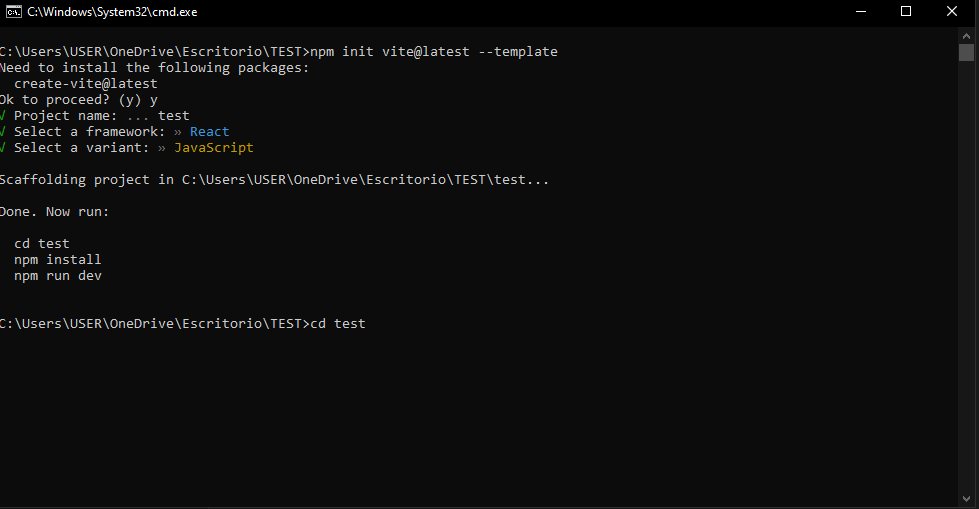 C:\Windows\System32\cmd.exe
C:\Users\USER\OneDrive\Escritorio\TEST>npm init vite@latest --template
Need to install the following packages:
  create-vite@latest
Ok to proceed? (y) y
√ Project name: ... test
√ Select a framework: » React
√ Select a variant: » JavaScript
Scaffolding project in C:\Users\USER\OneDrive\Escritorio\TEST\test...
Done. Now run:
  cd test
  npm install
  npm run dev
C:\Users\USER\OneDrive\Escritorio\TEST>cd test